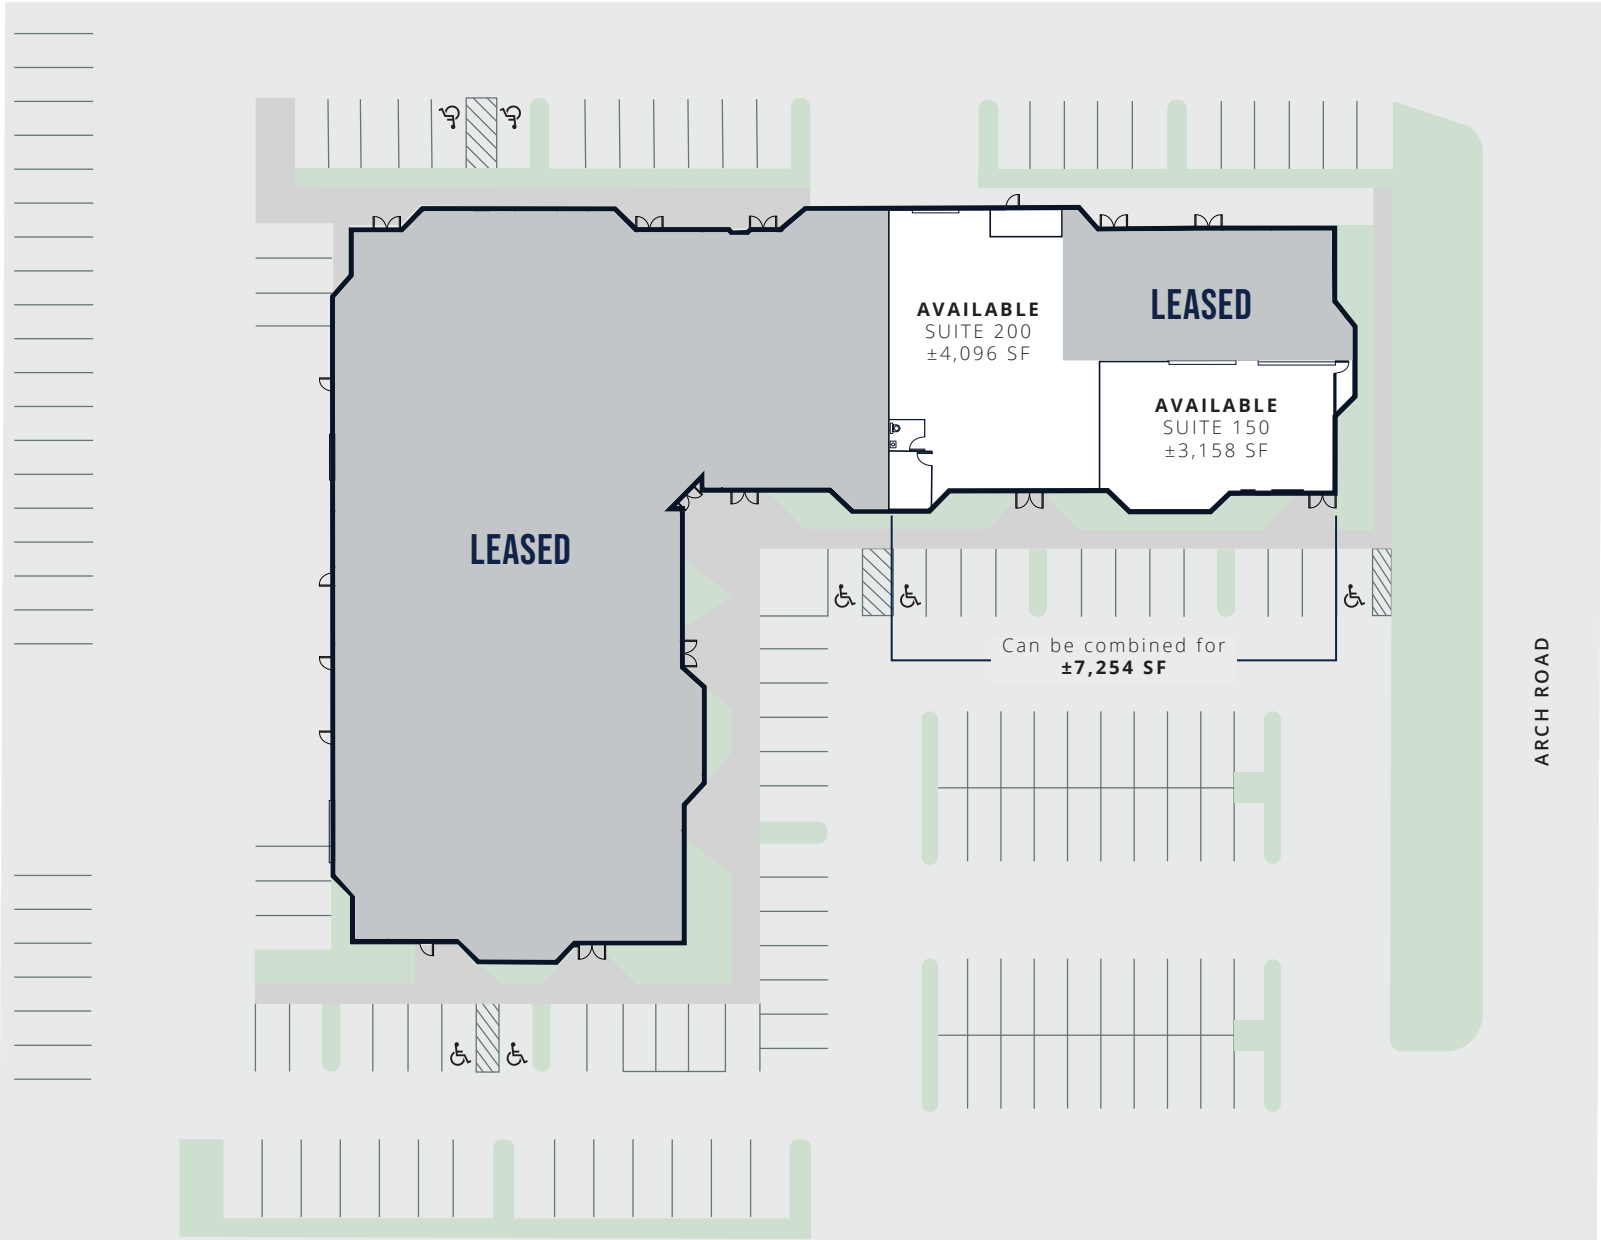 AVAILABLE
SUITE 200
±4,096 SF
LEASED
AVAILABLE
SUITE 150
±3,158 SF
LEASED
Can be combined for
±7,254 SF
ARCH ROAD